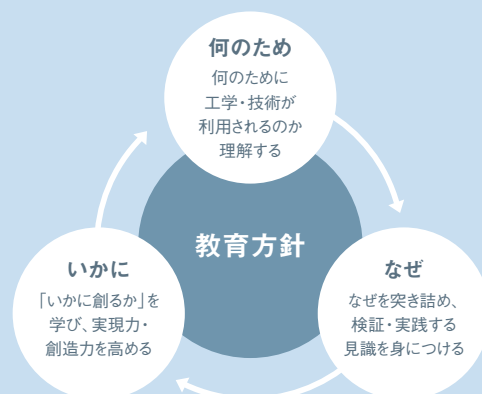 何のため
何のために
工学・技術が
利用されるのか
理解する
教育方針
いかに
「いかに創るか」を
学び、実現力・
創造力を高める
なぜ
なぜを突き詰め、
検証・実践する
見識を身につける